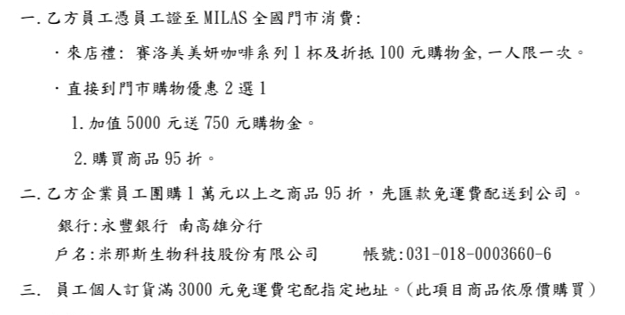 一.乙方員工憑員工證至 MILAS 全國門市消費:
·來店禮: 賽洛美美妍咖啡系列 1 杯及折抵 100 元購物金, 一人限一次。
·直接到門市購物優惠 2 選 1
1.加值 5000 元送 750 元購物金。
2.購買商品 95 折。
二.乙方企業員工團購 1 萬元以上之商品 95 折，先匯款免運費配送到公司。
銀行:永豐銀行 南高雄分行
戶名:米那斯生物科技股份有限公司 帳號:031-018-0003660-6
三. 員工個人訂貨滿 3000 元免運費宅配指定地址。(此項目商品依原價購買)